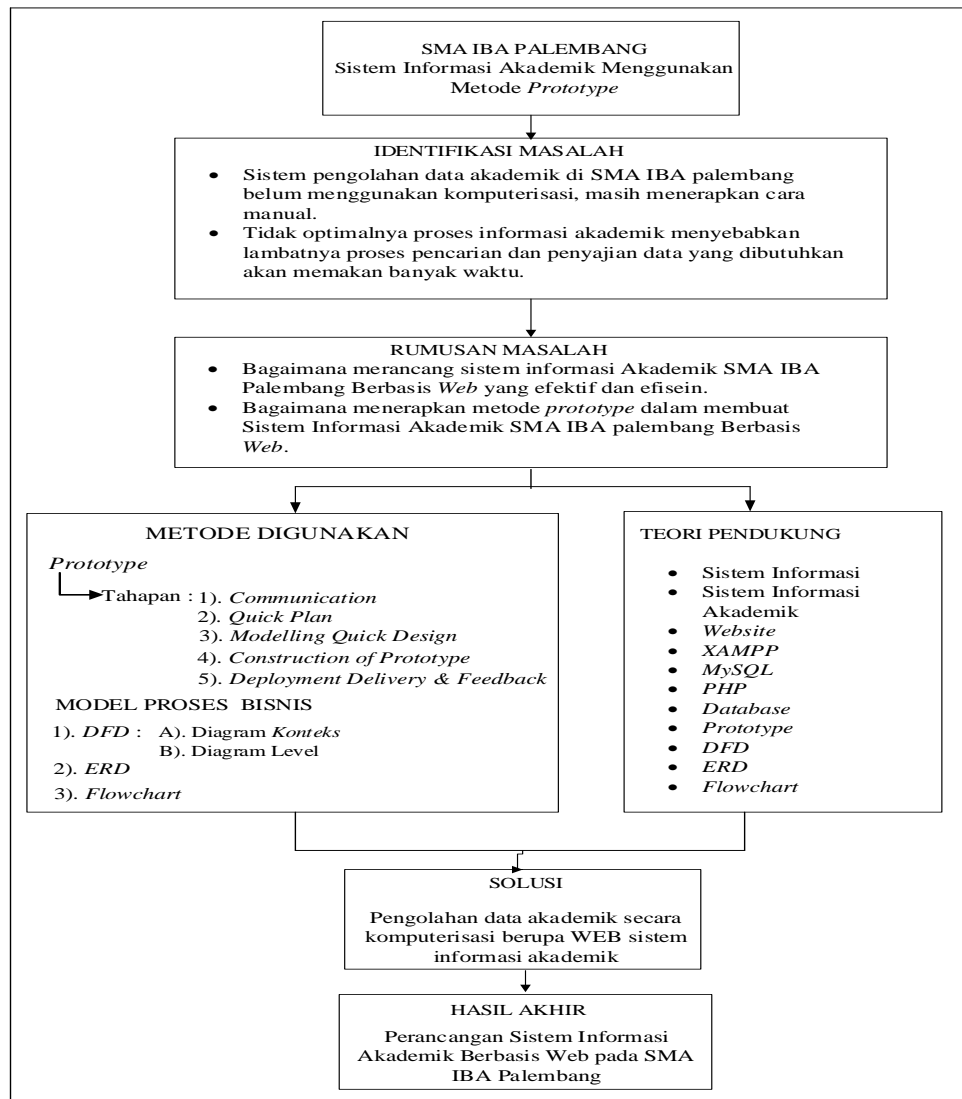 SMA IBA PALEMBANG
Sistem Informasi Akademik Menggunakan
Metode Prototype
IDENTIFIKASI MASALAH
• Sistem pengolahan data akademik di SMA IBA palembang
belum menggunakan komputerisasi, masih menerapkan cara
manual.
• Tidak optimalnya proses informasi akademik menyebabkan
lambatnya proses pencarian dan penyajian data yang dibutuhkan
akan memakan banyak waktu.
RUMUSAN MASALAH
• Bagaimana merancang sistem informasi Akademik SMA IBA
Palembang Berbasis Web yang efektif dan efisein.
• Bagaimana menerapkan metode prototype dalam membuat
Sistem Informasi Akademik SMA IBA palembang Berbasis
Web.
METODE DIGUNAKAN
Prototype
Tahapan : 1). Communication
2). Quick Plan
3). Modelling Quick Design
4). Construction of Prototype
5). Deployment Delivery & Feedback
MODEL PROSES BISNIS
1). DFD : A). Diagram Konteks
B). Diagram Level
2). ERD
3). Flowchart
TEORI PENDUKUNG
• Sistem Informasi
• Sistem Informasi
Akademik
• Website
• XAMPP
• MySQL
• PHP
• Database
• Prototype
• DFD
• ERD
• Flowchart
SOLUSI
Pengolahan data akademik secara
komputerisasi berupa WEB sistem
informasi akademik
HASIL AKHIR
Perancangan Sistem Informasi
Akademik Berbasis Web pada SMA
IBA Palembang